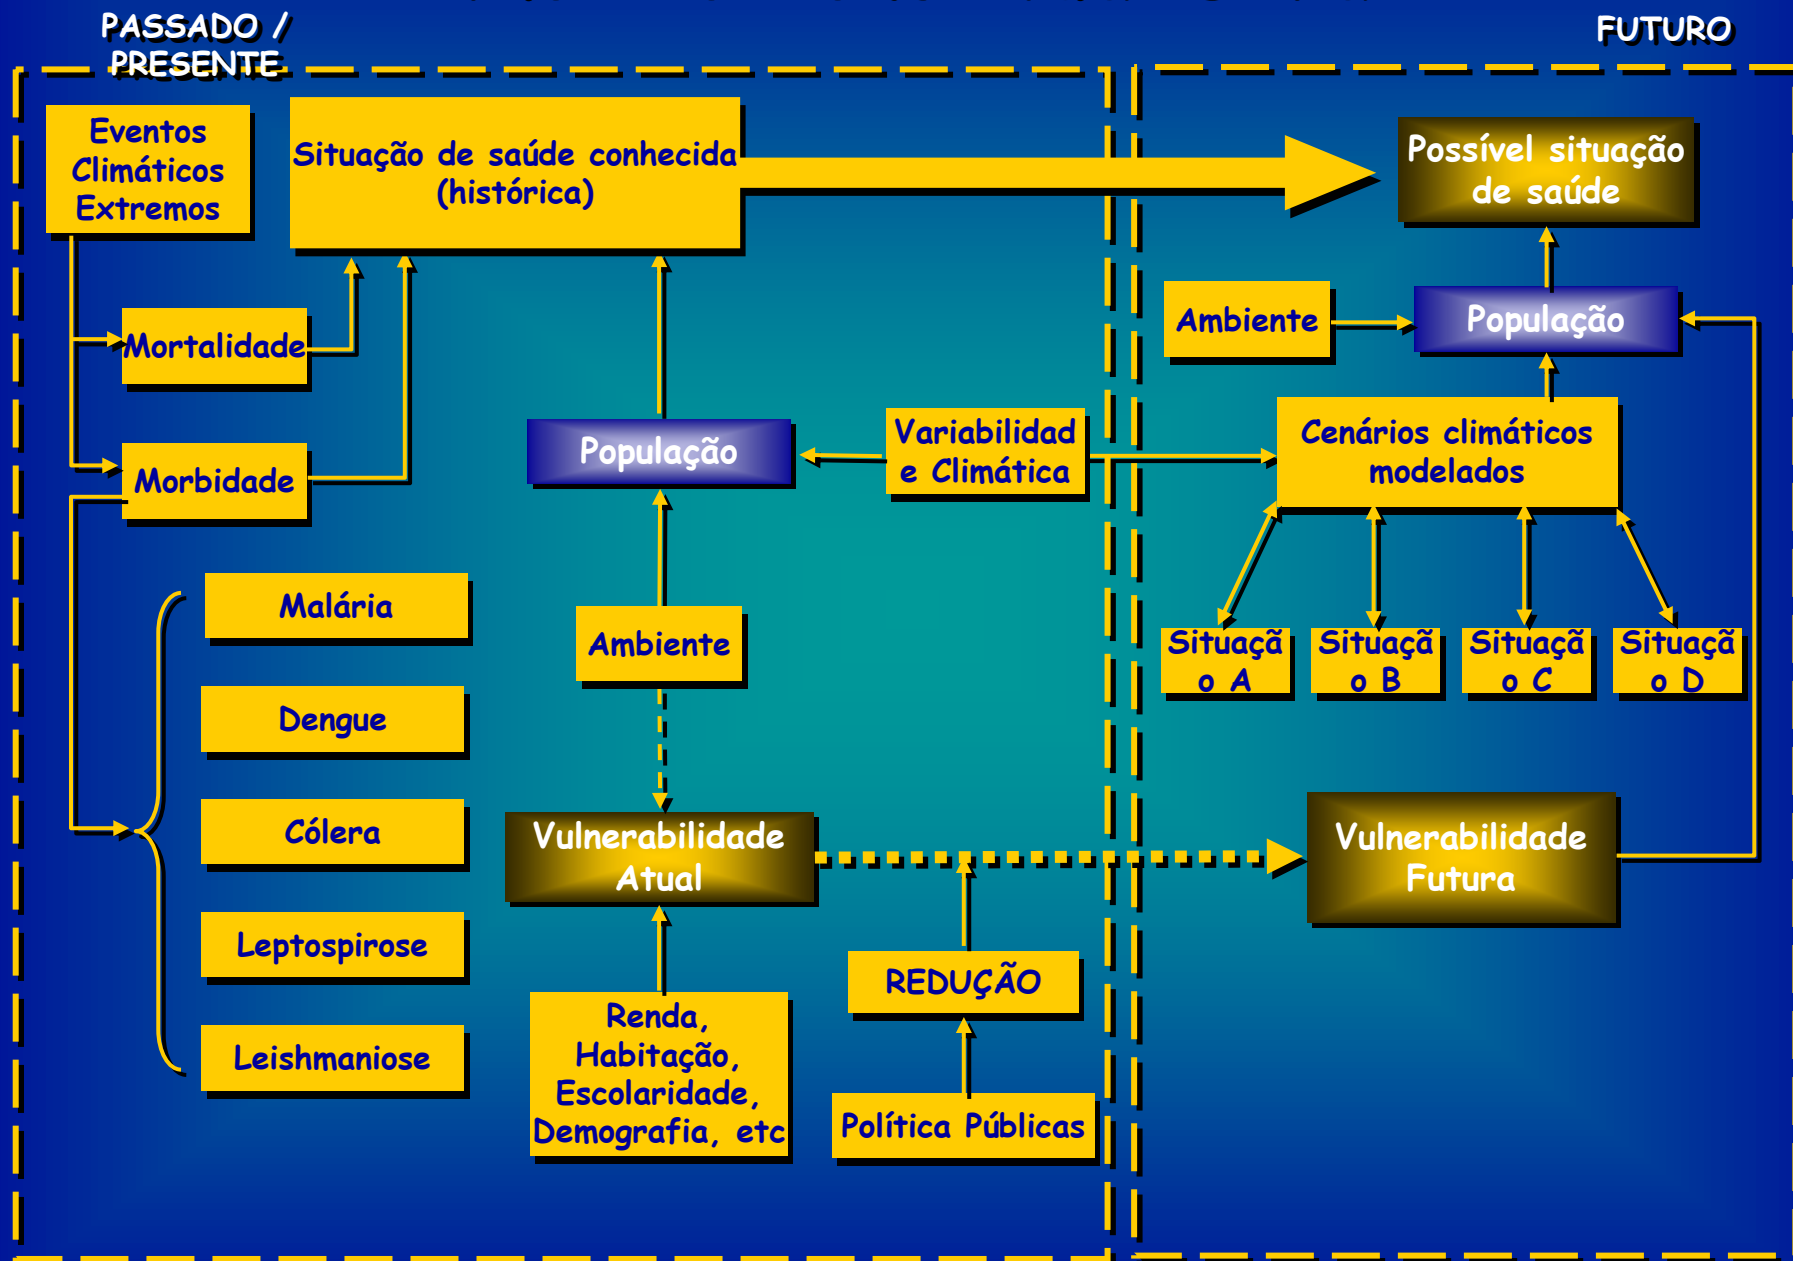 PASSADO /
PRESENTE
FUTURO
Eventos
Climáticos
Extremos
Situação de saúde conhecida
(histórica)
Possível situação
de saúde
Mortalidade
Ambiente
População
Morbidade
População
Variabilidad
e Climática
Cenários climáticos
modelados
Malária
Ambiente
Situaçã
o A
Situaçã
o B
Situaçã
o C
Situaçã
o D
Dengue
Cólera
Vulnerabilidade
Atual
Vulnerabilidade
Futura
Leptospirose
REDUÇÃO
Renda,
Habitação,
Escolaridade,
Demografia, etc
Leishmaniose
Política Públicas